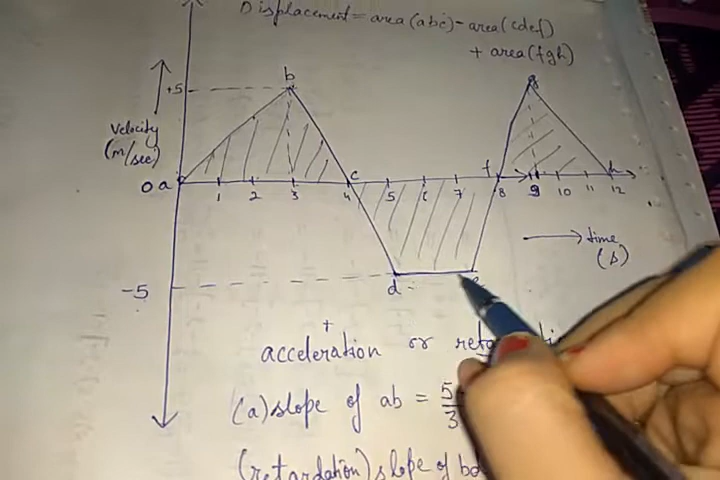 Displacement = area (abc) - area (cdef)
+ area (fgh)
b
g
+5
velocity
(m/sec)
0 a
c
f
h
1 2 3 4 5 6 7 8 9 10 11 12
time
(s)
-5
d
+
acceleration or
(a) slope of ab = 5/3
(retardation) slope of